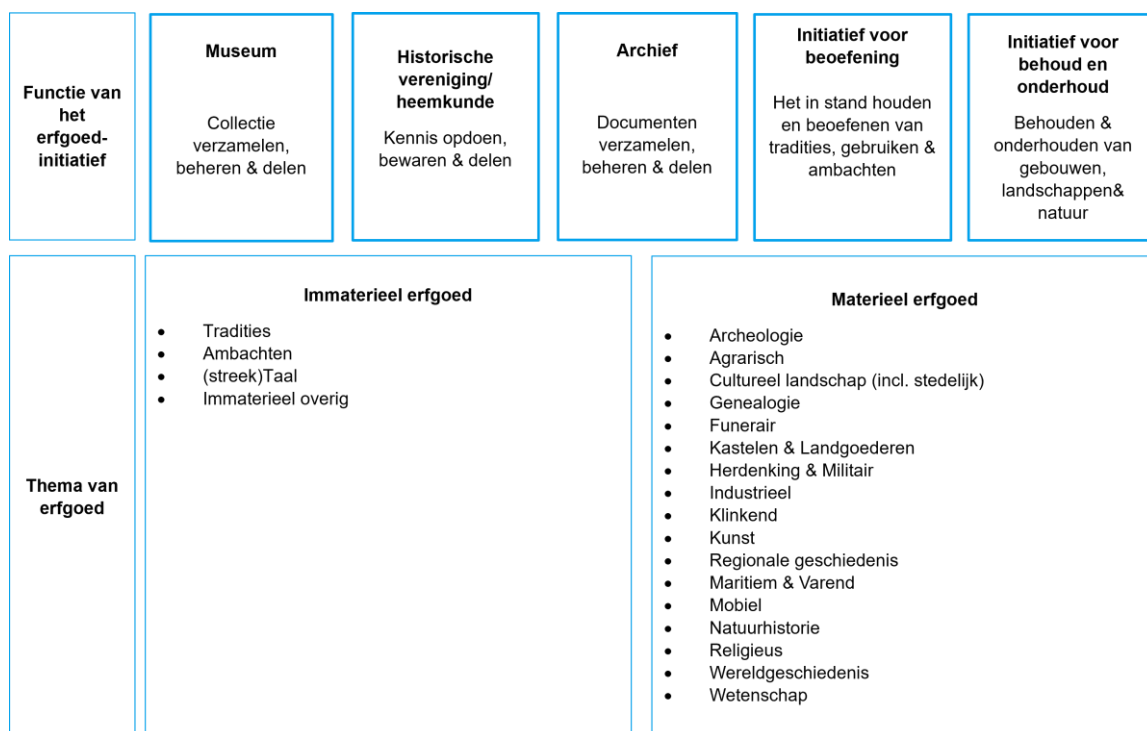 Functie van
het
erfgoed-
initiatief
Museum
Collectie
verzamelen,
beheren & delen
Historische
vereniging/
heemkunde
Kennis opdoen,
bewaren & delen
Archief
Documenten
verzamelen,
beheren & delen
Initiatief voor
beoefening
Het in stand houden
en beoefenen van
tradities, gebruiken &
ambachten
Initiatief voor
behoud en
onderhoud
Behouden &
onderhouden van
gebouwen,
landschappen&
natuur
Thema van
erfgoed
Immaterieel erfgoed
• Tradities
• Ambachten
• (streek)Taal
• Immaterieel overig
Materieel erfgoed
• Archeologie
• Agrarisch
• Cultureel landschap (incl. stedelijk)
• Genealogie
• Funerair
• Kastelen & Landgoederen
• Herdenking & Militair
• Industrieel
• Klinkend
• Kunst
• Regionale geschiedenis
• Maritiem & Varend
• Mobiel
• Natuurhistorie
• Religieus
• Wereldgeschiedenis
• Wetenschap